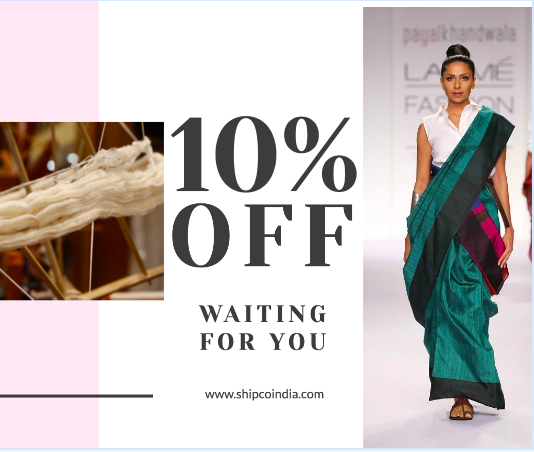 10%
OFF
WAITING
FOR YOU
www.shipcoindia.com
payalkhandwala
LAKMÉ
FASHION